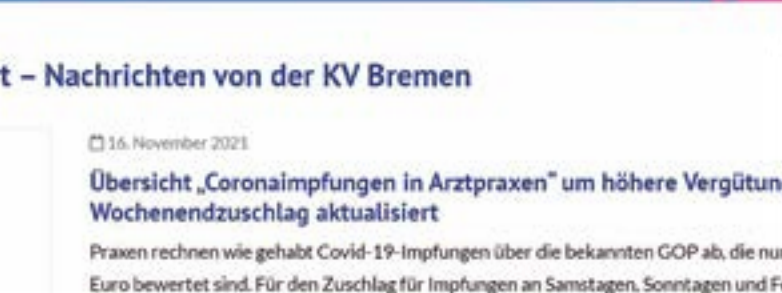 t – Nachrichten von der KV Bremen
16. November 2021
Übersicht „Coronaimpfungen in Arztpraxen" um höhere Vergütun
Wochenendzuschlag aktualisiert
Praxen rechnen wie gehabt Covid-19-Impfungen über die bekannten GOP ab, die nu
Euro bewertet sind. Für den Zuschlag für Impfungen an Samstagen, Sonntagen und F